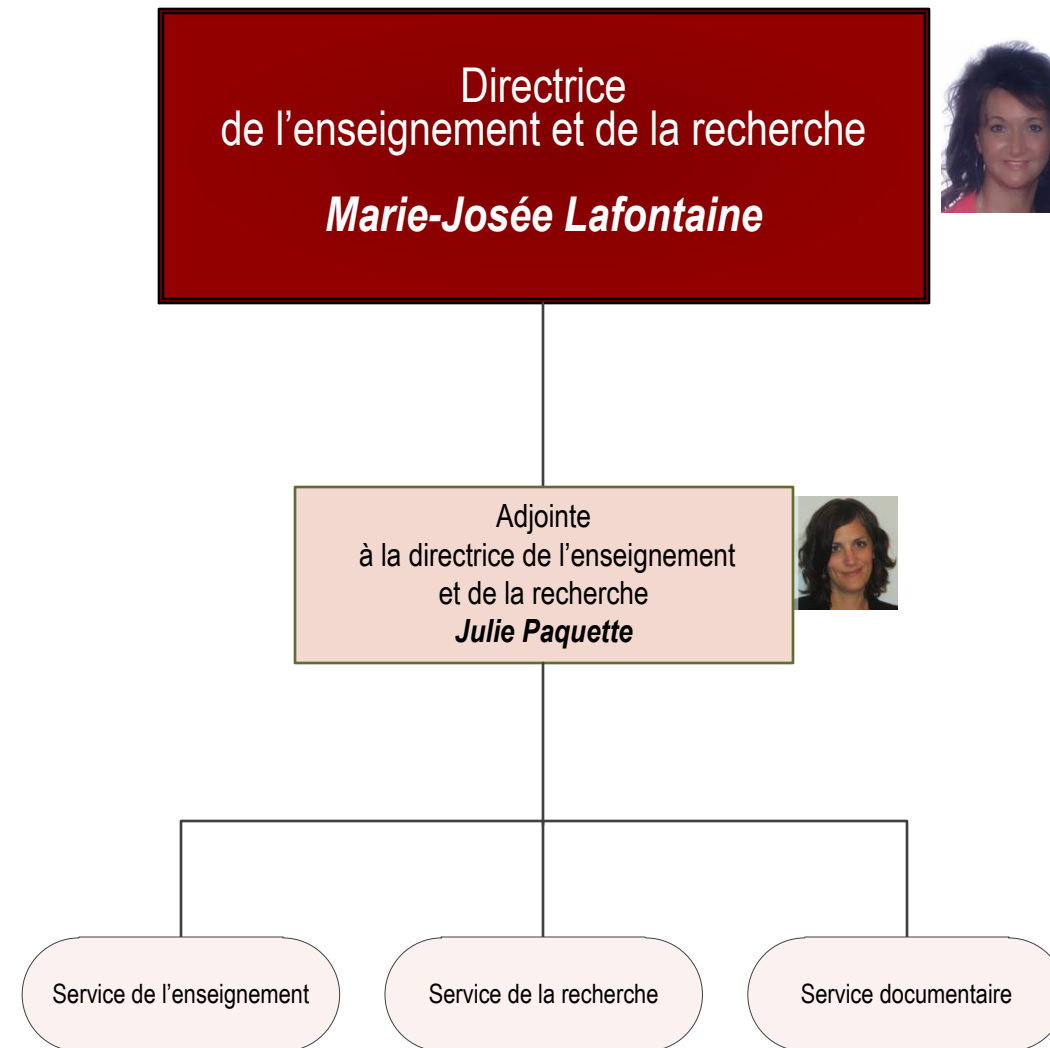 Directrice
de l’enseignement et de la recherche
Marie-Josée Lafontaine
Adjointe
à la directrice de l’enseignement
et de la recherche
Julie Paquette
Service de l’enseignement
Service de la recherche
Service documentaire